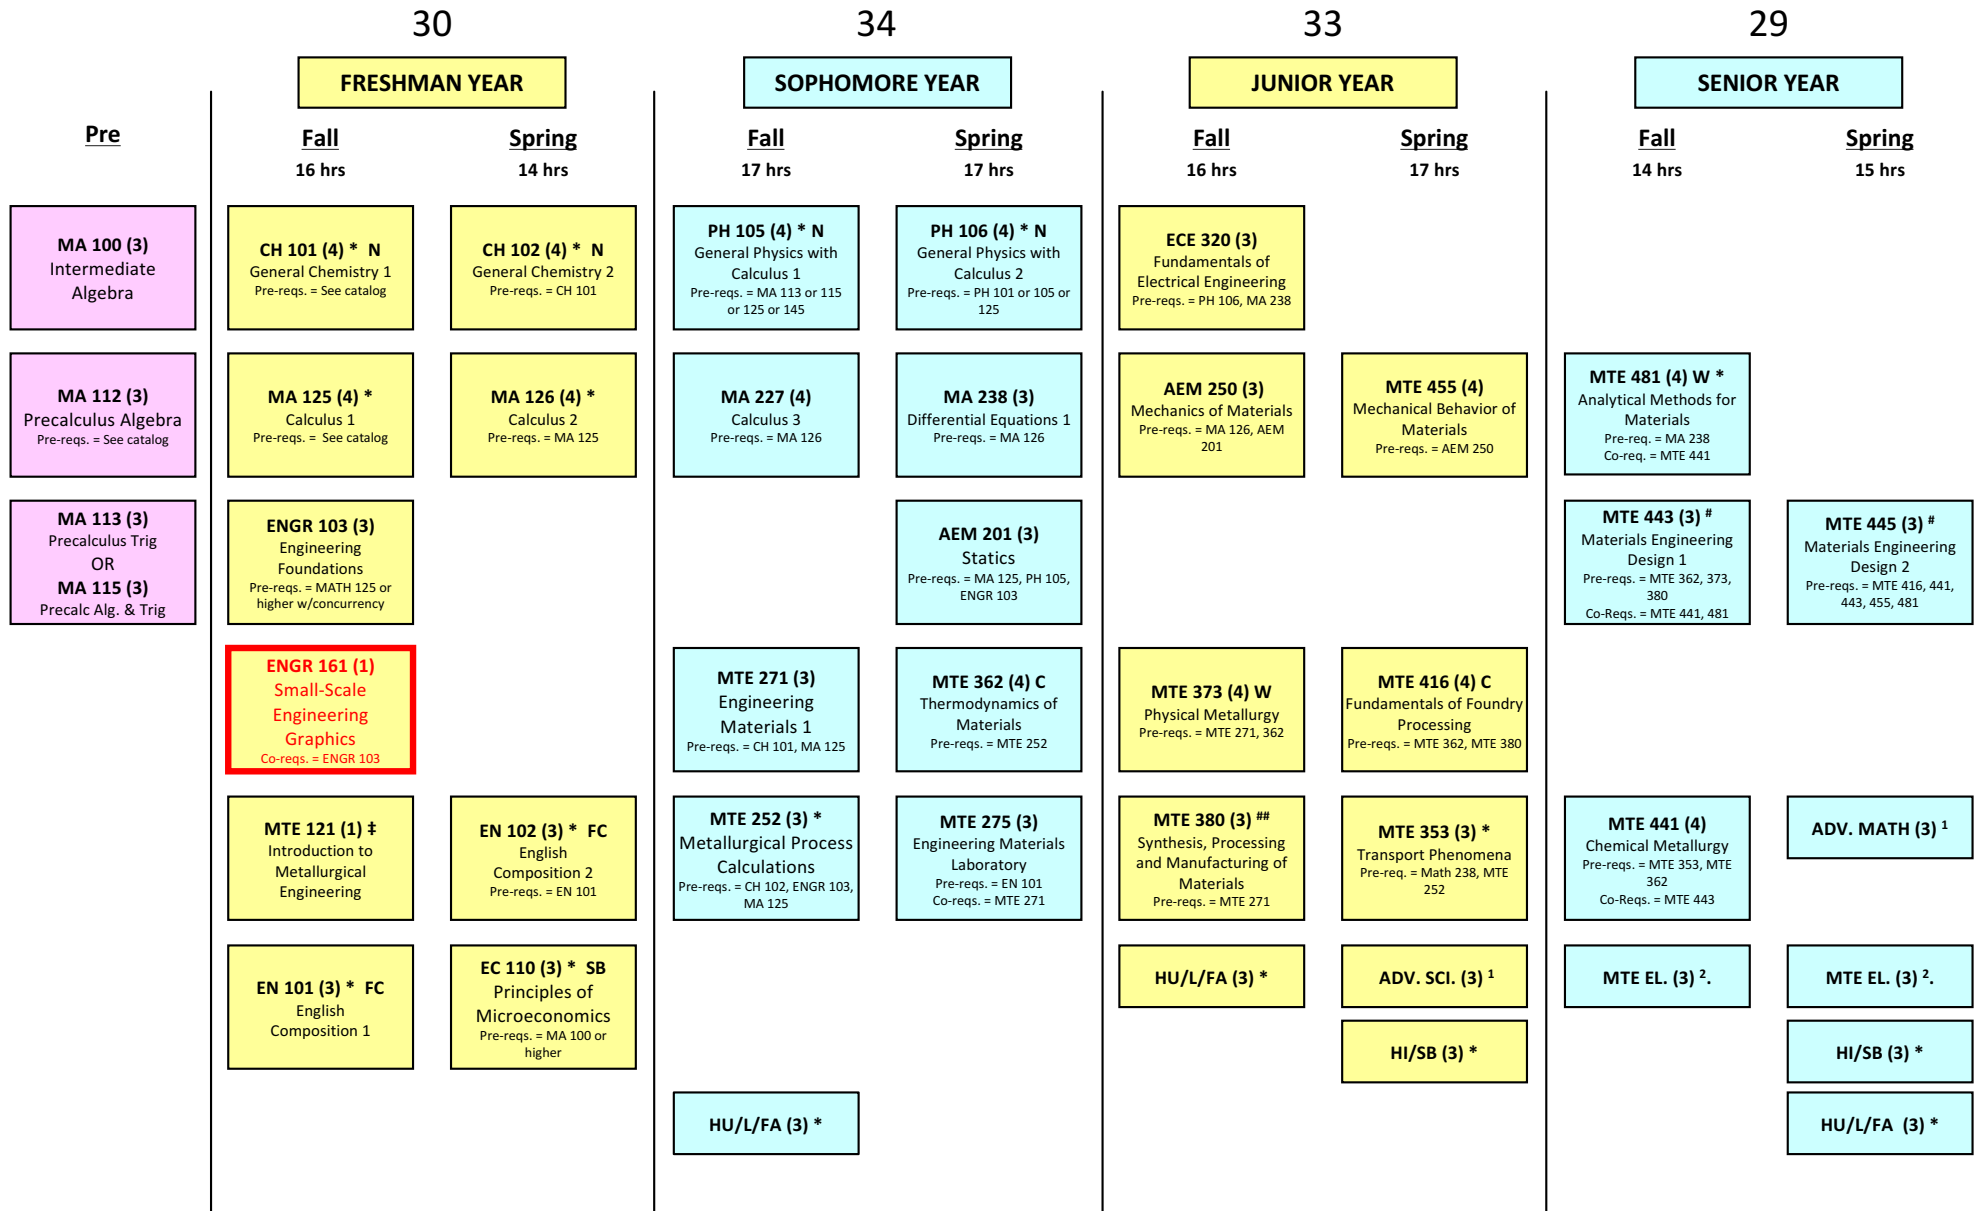 30
34
33
29
FRESHMAN YEAR
SOPHOMORE YEAR
JUNIOR YEAR
SENIOR YEAR
Pre
Fall
16 hrs
Spring
14 hrs
Fall
17 hrs
Spring
17 hrs
Fall
16 hrs
Spring
17 hrs
Fall
14 hrs
Spring
15 hrs
MA 100 (3)
Intermediate
Algebra
CH 101 (4) * N
General Chemistry 1
Pre-reqs. = See catalog
CH 102 (4) * N
General Chemistry 2
Pre-reqs. = CH 101
PH 105 (4) * N
General Physics with
Calculus 1
Pre-reqs. = MA 113 or 115
or 125 or 145
PH 106 (4) * N
General Physics with
Calculus 2
Pre-reqs. = PH 101 or 105 or
125
ECE 320 (3)
Fundamentals of
Electrical Engineering
Pre-reqs. = PH 106, MA 238
MA 112 (3)
Precalculus Algebra
Pre-reqs. = See catalog
MA 125 (4) *
Calculus 1
Pre-reqs. = See catalog
MA 126 (4) *
Calculus 2
Pre-reqs. = MA 125
MA 227 (4)
Calculus 3
Pre-reqs. = MA 126
MA 238 (3)
Differential Equations 1
Pre-reqs. = MA 126
AEM 250 (3)
Mechanics of Materials
Pre-reqs. = MA 126, AEM
201
MTE 455 (4)
Mechanical Behavior of
Materials
Pre-reqs. = AEM 250
MTE 481 (4) W *
Analytical Methods for
Materials
Pre-req. = MA 238
Co-req. = MTE 441
MA 113 (3)
Precalculus Trig
OR
MA 115 (3)
Precalc Alg. & Trig
ENGR 103 (3)
Engineering
Foundations
Pre-reqs. = MATH 125 or
higher w/concurrency
AEM 201 (3)
Statics
Pre-reqs. = MA 125, PH 105,
ENGR 103
MTE 443 (3) #
Materials Engineering
Design 1
Pre-reqs. = MTE 362, 373,
380
Co-Reqs. = MTE 441, 481
MTE 445 (3) #
Materials Engineering
Design 2
Pre-reqs. = MTE 416, 441,
443, 455, 481
ENGR 161 (1)
Small-Scale
Engineering
Graphics
Co-reqs. = ENGR 103
MTE 271 (3)
Engineering
Materials 1
Pre-reqs. = CH 101, MA 125
MTE 362 (4) C
Thermodynamics of
Materials
Pre-reqs. = MTE 252
MTE 373 (4) W
Physical Metallurgy
Pre-reqs. = MTE 271, 362
MTE 416 (4) C
Fundamentals of Foundry
Processing
Pre-reqs. = MTE 362, MTE 380
MTE 121 (1) ‡
Introduction to
Metallurgical
Engineering
EN 102 (3) * FC
English
Composition 2
Pre-reqs. = EN 101
MTE 252 (3) *
Metallurgical Process
Calculations
Pre-reqs. = CH 102, ENGR 103,
MA 125
MTE 275 (3)
Engineering Materials
Laboratory
Pre-reqs. = EN 101
Co-reqs. = MTE 271
MTE 380 (3) ##
Synthesis, Processing
and Manufacturing of
Materials
Pre-reqs. = MTE 271
MTE 353 (3) *
Transport Phenomena
Pre-req. = Math 238, MTE
252
MTE 441 (4)
Chemical Metallurgy
Pre-reqs. = MTE 353, MTE
362
Co-Reqs. = MTE 443
ADV. MATH (3) 1
EN 101 (3) * FC
English
Composition 1
EC 110 (3) * SB
Principles of
Microeconomics
Pre-reqs. = MA 100 or
higher
HU/L/FA (3) *
ADV. SCI. (3) 1
MTE EL. (3) 2.
MTE EL. (3) 2.
HI/SB (3) *
HI/SB (3) *
HU/L/FA (3) *
HU/L/FA (3) *